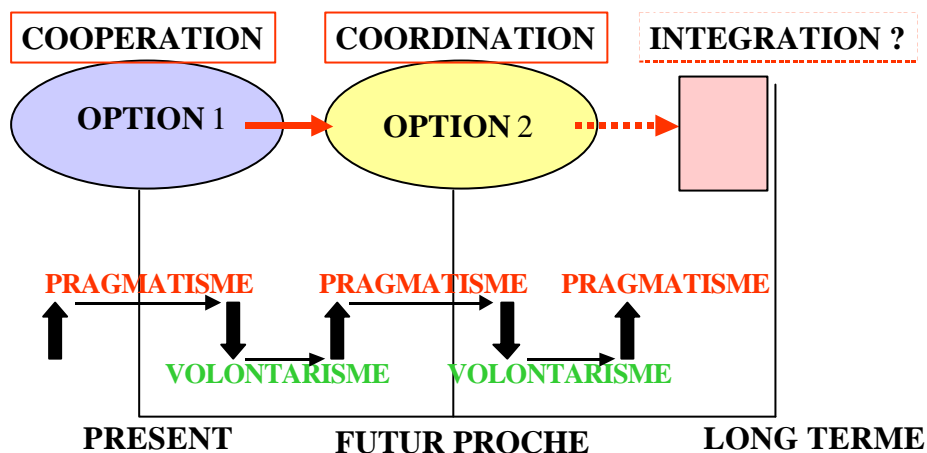 COOPERATION COORDINATION INTEGRATION ?
OPTION 1 OPTION 2
PRAGMATISME PRAGMATISME PRAGMATISME
VOLONTARISME VOLONTARISME
PRESENT FUTUR PROCHE LONG TERME